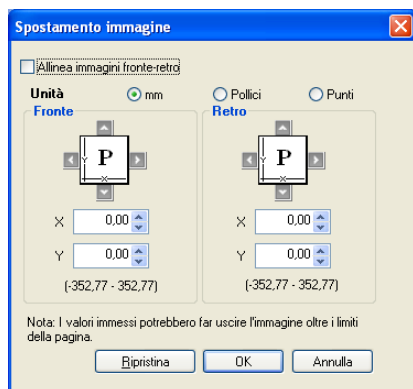 Spostamento immagine
Allinea immagini fronte-retro
Unità mm Pollici Punti
Fronte Retro
P P
Y Y
X X
X 0,00 X 0,00
Y 0,00 Y 0,00
(-352,77 - 352,77) (-352,77 - 352,77)
Nota: I valori immessi potrebbero far uscire l'immagine oltre i limiti
della pagina.
Ripristina OK Annulla